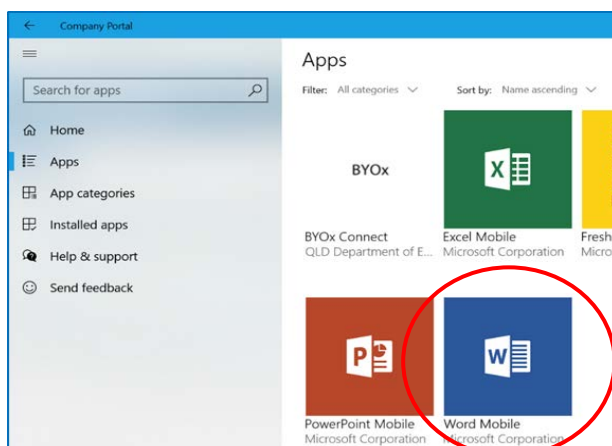 Company Portal
Search for apps
Home
Apps
App categories
Installed apps
Help & support
Send feedback
Apps
Filter: All categories Sort by: Name ascending
BYOx
BYOx Connect
QLD Department of E...
Excel Mobile
Microsoft Corporation
Fresh
Micro
PowerPoint Mobile
Microsoft Corporation
Word Mobile
Microsoft Corporation